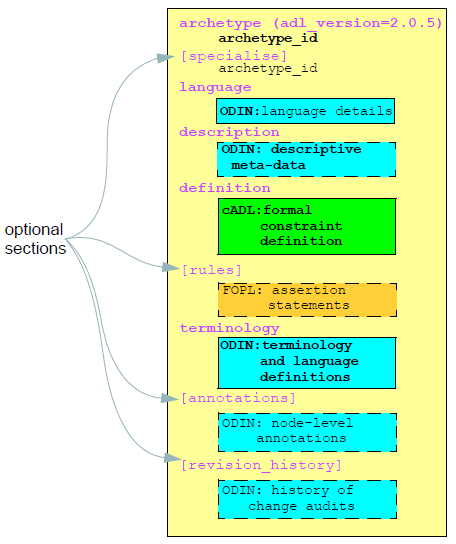 archetype (adl_version=2.0.5)
archetype_id
[specialise]
archetype_id
language
ODIN:language details
description
ODIN: descriptive
meta-data
definition
cADL:formal
constraint
definition
optional
sections
[rules]
FOPL: assertion
statements
terminology
ODIN:terminology
and language
definitions
[annotations]
ODIN: node-level
annotations
[revision_history]
ODIN: history of
change audits